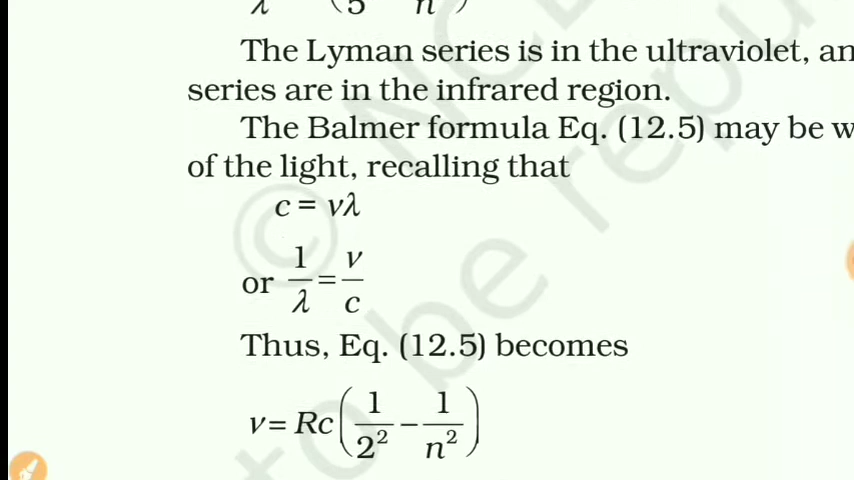 The Lyman series is in the ultraviolet, an
series are in the infrared region.
The Balmer formula Eq. (12.5) may be w
of the light, recalling that
c = νλ
or 1/λ = ν/c
Thus, Eq. (12.5) becomes
ν = Rc(1/2² − 1/n²)